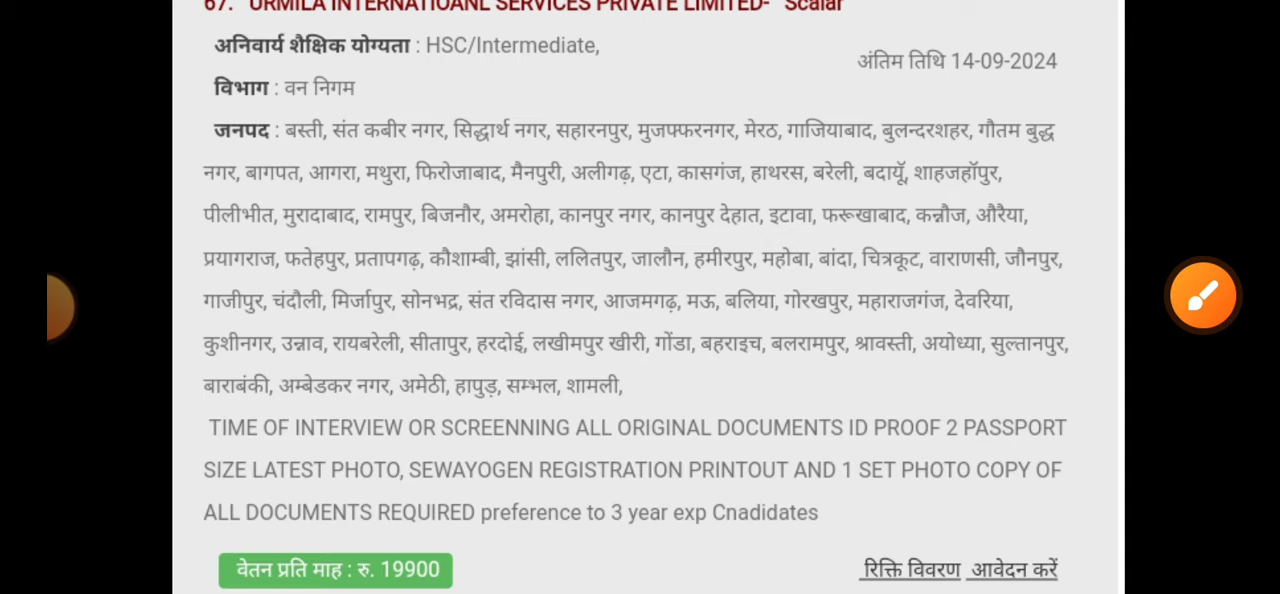 67. "URMILA INTERNATIOANL SERVICES PRIVATE LIMITED- "Scalar
अनिवार्य शैक्षिक योग्यता : HSC/Intermediate,
अंतिम तिथि 14-09-2024
विभाग : वन निगम
जनपद : बस्ती, संत कबीर नगर, सिद्धार्थ नगर, सहारनपुर, मुजफ्फरनगर, मेरठ, गाजियाबाद, बुलन्दरशहर, गौतम बुद्ध
नगर, बागपत, आगरा, मथुरा, फिरोजाबाद, मैनपुरी, अलीगढ़, एटा, कासगंज, हाथरस, बरेली, बदायूॅ, शाहजहॉपुर,
पीलीभीत, मुरादाबाद, रामपुर, बिजनौर, अमरोहा, कानपुर नगर, कानपुर देहात, इटावा, फरूखाबाद, कन्नौज, औरैया,
प्रयागराज, फतेहपुर, प्रतापगढ़, कौशाम्बी, झांसी, ललितपुर, जालौन, हमीरपुर, महोबा, बांदा, चित्रकूट, वाराणसी, जौनपुर,
गाजीपुर, चंदौली, मिर्जापुर, सोनभद्र, संत रविदास नगर, आजमगढ़, मऊ, बलिया, गोरखपुर, महाराजगंज, देवरिया,
कुशीनगर, उन्नाव, रायबरेली, सीतापुर, हरदोई, लखीमपुर खीरी, गोंडा, बहराइच, बलरामपुर, श्रावस्ती, अयोध्या, सुल्तानपुर,
बाराबंकी, अम्बेडकर नगर, अमेठी, हापुड़, सम्भल, शामली,
TIME OF INTERVIEW OR SCREENNING ALL ORIGINAL DOCUMENTS ID PROOF 2 PASSPORT
SIZE LATEST PHOTO, SEWAYOGEN REGISTRATION PRINTOUT AND 1 SET PHOTO COPY OF
ALL DOCUMENTS REQUIRED preference to 3 year exp Cnadidates
वेतन प्रति माह : रु. 19900
रिक्ति विवरण आवेदन करें